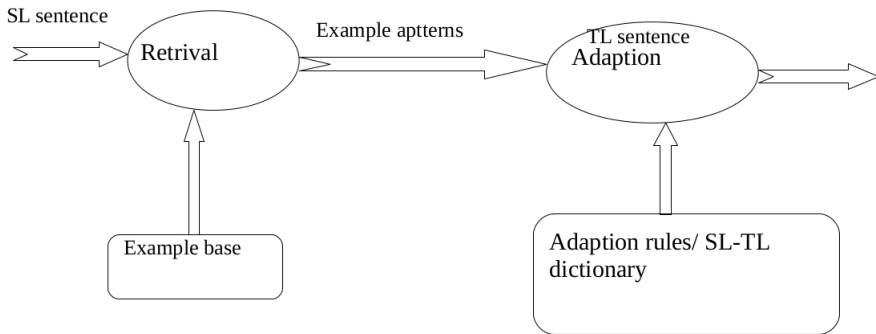 SL sentence
Retrival
Example aptterns
TL sentence
Adaption
Example base
Adaption rules/ SL-TL
dictionary